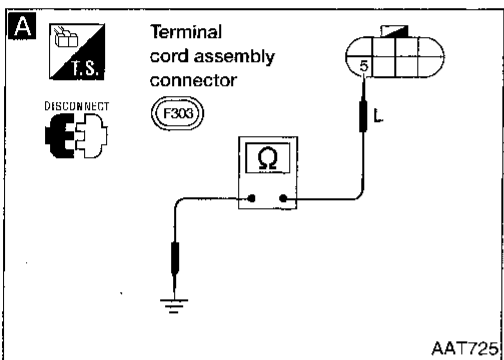 A
T.S.
DISCONNECT
Terminal
cord assembly
connector
F303
5
L
Ω
AAT725